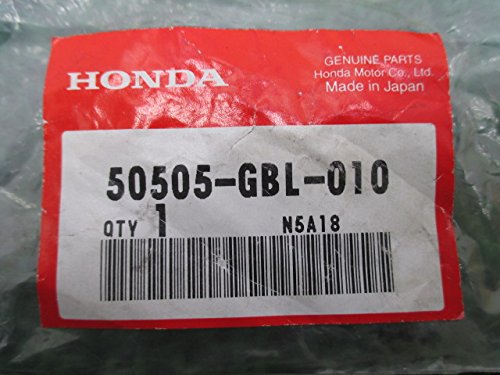 HONDA
GENUINE PARTS
Honda Motor Co., Ltd.
Made in Japan
50505-GBL-010
QTY 1 N5A18